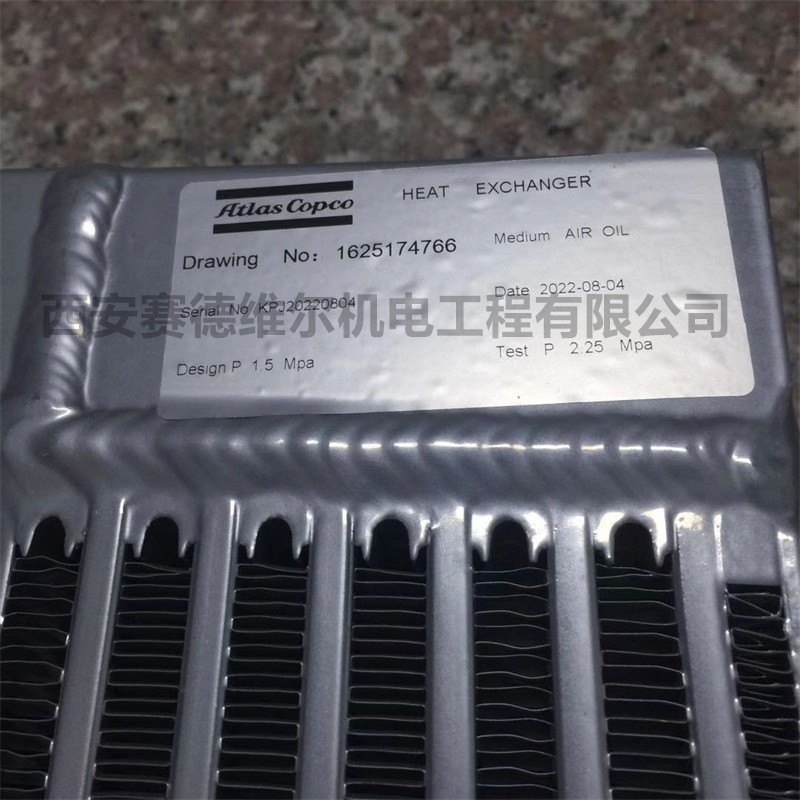 Atlas Copco
HEAT EXCHANGER
Drawing No: 1625174766
Medium AIR OIL
Serial No KPJ20220804
Date 2022-08-04
西安赛德维尔机电工程有限公司
Design P 1.5 Mpa
Test P 2.25 Mpa